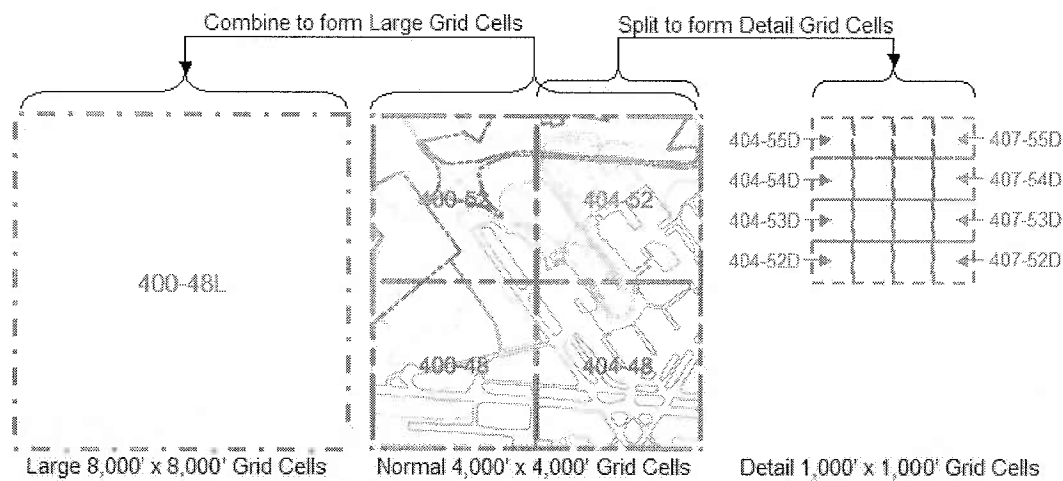 Combine to form Large Grid Cells
Split to form Detail Grid Cells
400-48L
400-52
404-52
400-48
404-48
404-55D
407-55D
404-54D
407-54D
404-53D
407-53D
404-52D
407-52D
Large 8,000' x 8,000' Grid Cells
Normal 4,000' x 4,000' Grid Cells
Detail 1,000' x 1,000' Grid Cells